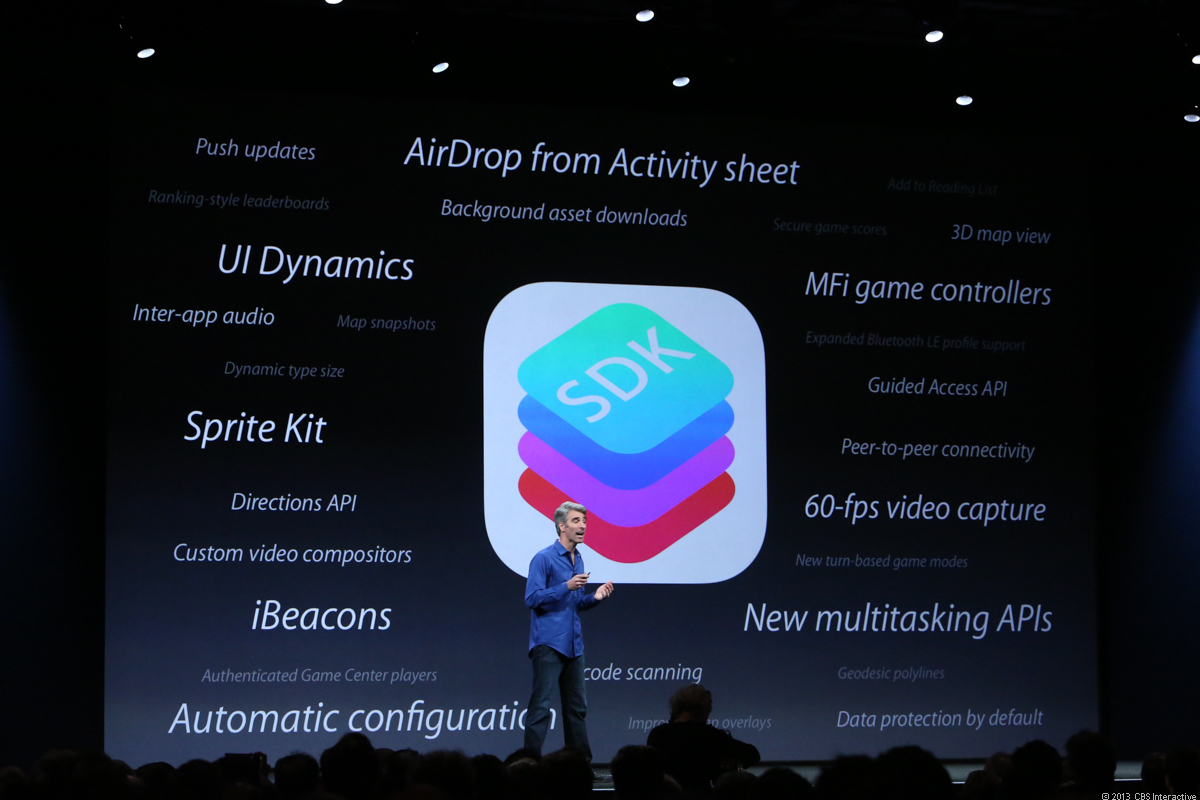 Push updates
AirDrop from Activity sheet
Add to Reading List
Ranking-style leaderboards
Background asset downloads
Secure game scores
3D map view
UI Dynamics
MFi game controllers
Inter-app audio
Map snapshots
Expanded Bluetooth LE profile support
Dynamic type size
Guided Access API
SDK
Sprite Kit
Peer-to-peer connectivity
Directions API
60-fps video capture
Custom video compositors
New turn-based game modes
iBeacons
New multitasking APIs
Authenticated Game Center players
code scanning
Geodesic polylines
Automatic configuration
overlays
Data protection by default
© 2013 CBS Interactive